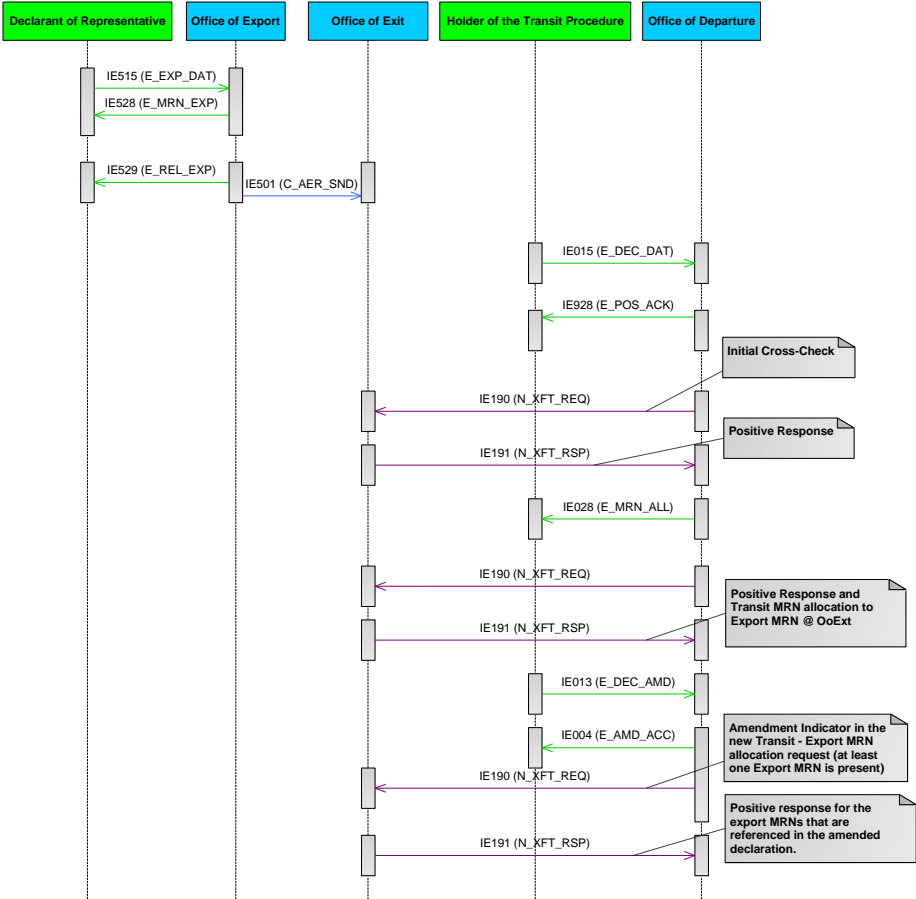 Declarant of Representative
Office of Export
Office of Exit
Holder of the Transit Procedure
Office of Departure
IE515 (E_EXP_DAT)
IE528 (E_MRN_EXP)
IE529 (E_REL_EXP)
IE501 (C_AER_SND)
IE015 (E_DEC_DAT)
IE928 (E_POS_ACK)
Initial Cross-Check
IE190 (N_XFT_REQ)
Positive Response
IE191 (N_XFT_RSP)
IE028 (E_MRN_ALL)
IE190 (N_XFT_REQ)
Positive Response and
Transit MRN allocation to
Export MRN @ OoExt
IE191 (N_XFT_RSP)
IE013 (E_DEC_AMD)
IE004 (E_AMD_ACC)
Amendment Indicator in the
new Transit - Export MRN
allocation request (at least
one Export MRN is present)
IE190 (N_XFT_REQ)
Positive response for the
export MRNs that are
referenced in the amended
declaration.
IE191 (N_XFT_RSP)